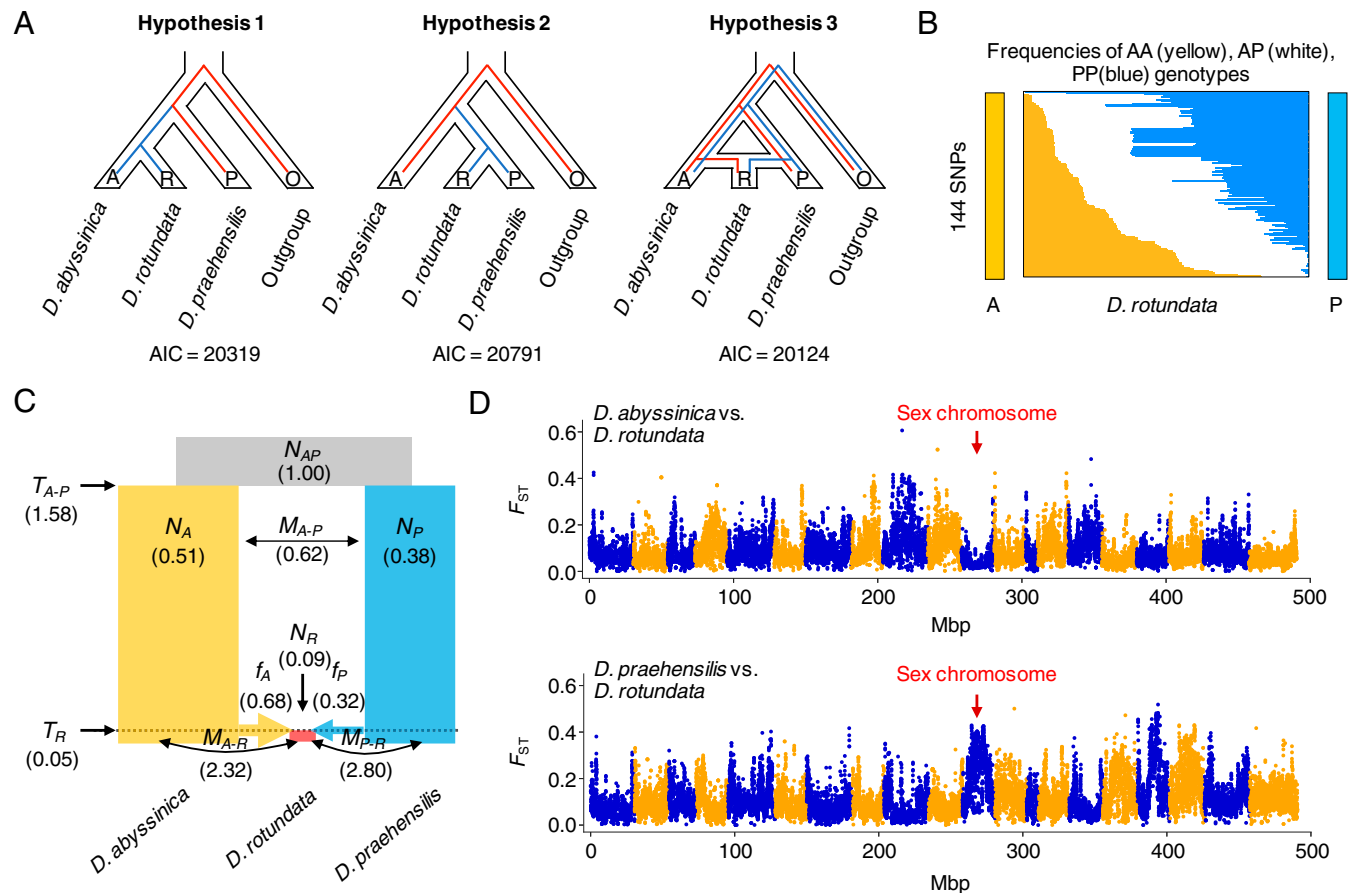 A
Hypothesis 1
Hypothesis 2
Hypothesis 3
A R P O
A R P O
A R P O
D. abyssinica
D. rotundata
D. praehensilis
Outgroup
D. abyssinica
D. rotundata
D. praehensilis
Outgroup
D. abyssinica
D. rotundata
D. praehensilis
Outgroup
AIC = 20319
AIC = 20791
AIC = 20124
B
Frequencies of AA (yellow), AP (white),
PP(blue) genotypes
144 SNPs
A
D. rotundata
P
C
N_AP
(1.00)
T_A-P
(1.58)
N_A
(0.51)
M_A-P
(0.62)
N_P
(0.38)
N_R
(0.09)
f_A
(0.68)
f_P
(0.32)
T_R
(0.05)
M_A-R
(2.32)
M_P-R
(2.80)
D. abyssinica
D. rotundata
D. praehensilis
D
D. abyssinica vs.
D. rotundata
Sex chromosome
F_ST
0.6
0.4
0.2
0.0
0 100 200 300 400 500
Mbp
D. praehensilis vs.
D. rotundata
Sex chromosome
F_ST
0.6
0.4
0.2
0.0
0 100 200 300 400 500
Mbp